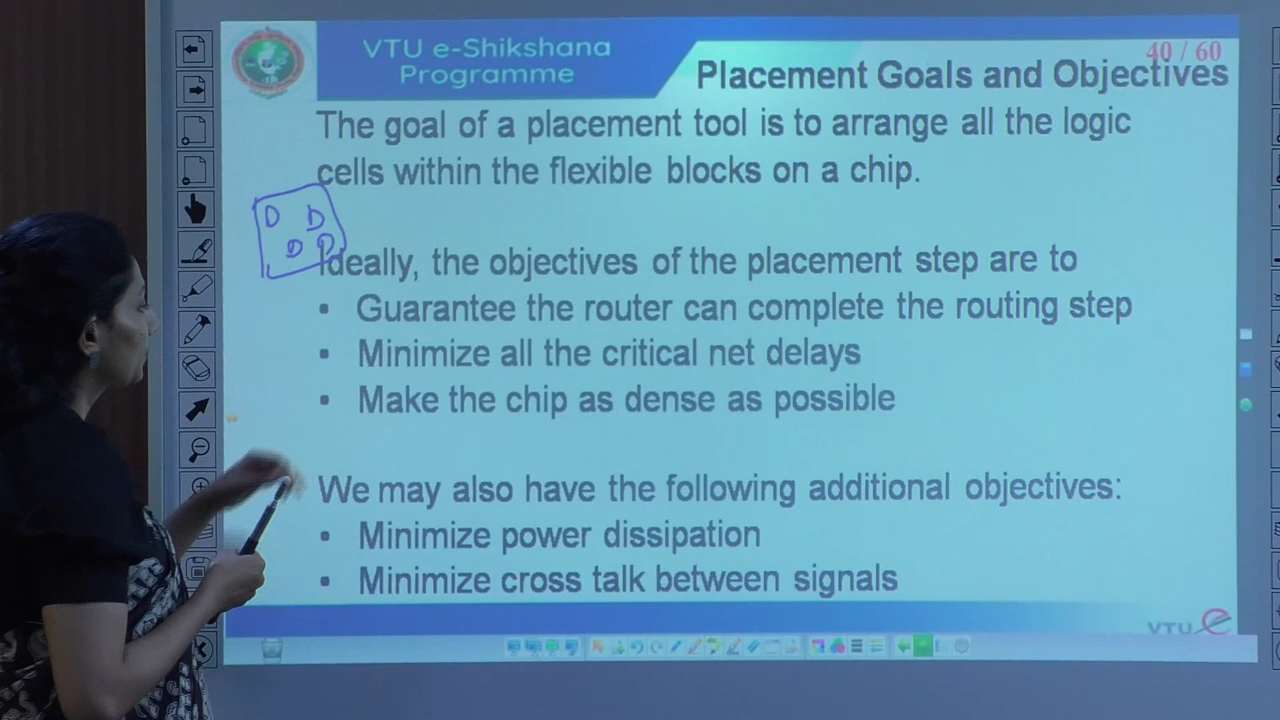 VTU e-Shikshana
Programme
40 / 60
Placement Goals and Objectives
The goal of a placement tool is to arrange all the logic
cells within the flexible blocks on a chip.
D D
D D
Ideally, the objectives of the placement step are to
• Guarantee the router can complete the routing step
• Minimize all the critical net delays
• Make the chip as dense as possible
We may also have the following additional objectives:
• Minimize power dissipation
• Minimize cross talk between signals
VTU e